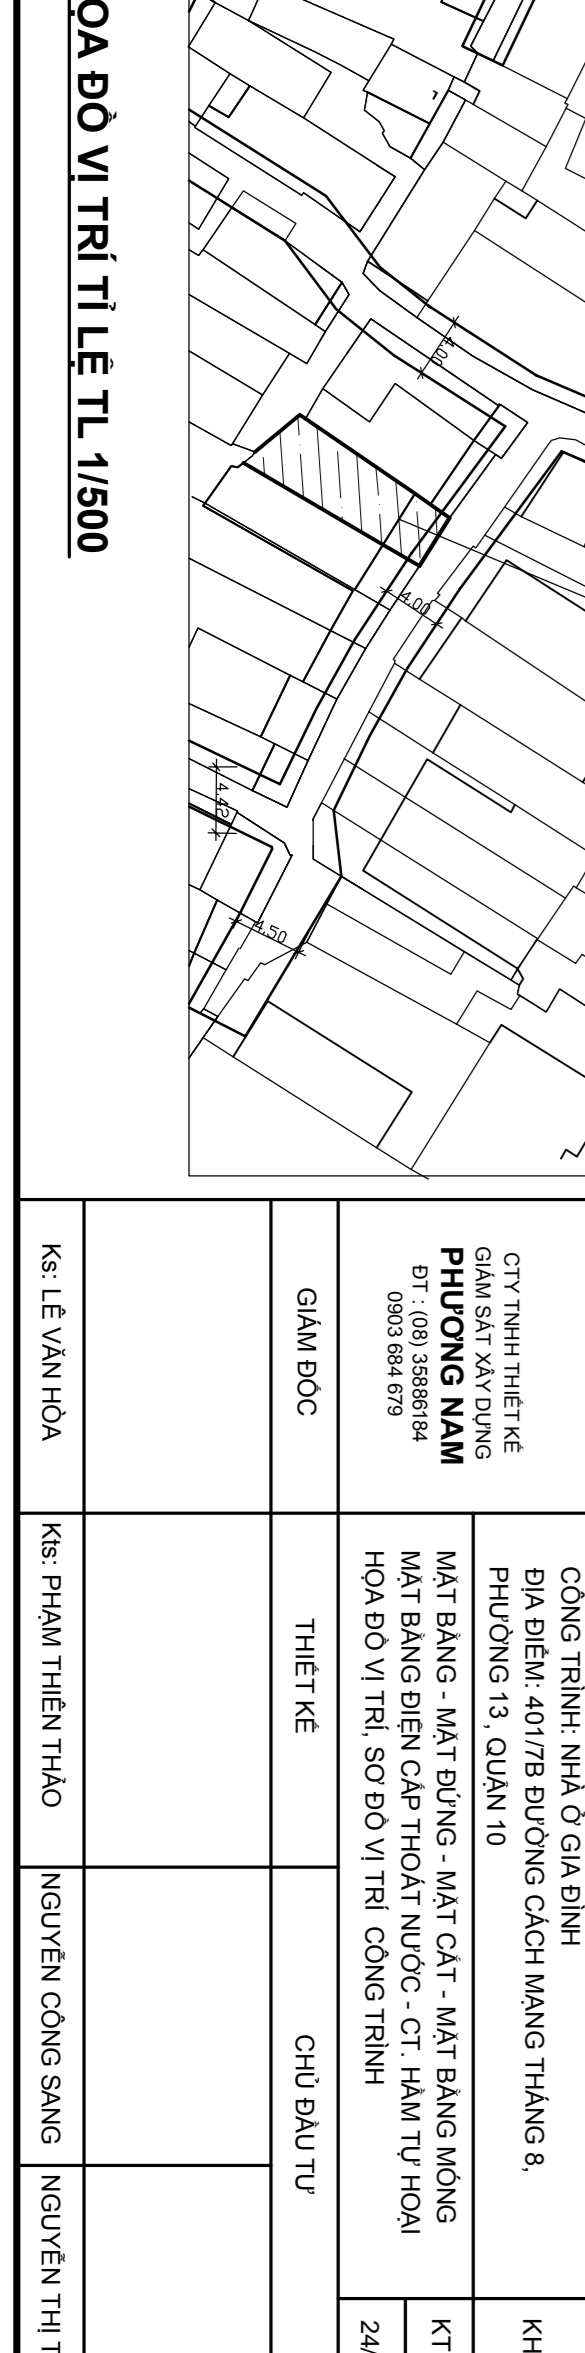 ỌA ĐỒ VỊ TRÍ TỈ LỆ TL 1/500
4.00
4.00
4.42
4.50
CTY TNHH THIẾT KẾ
GIÁM SÁT XÂY DỰNG
PHƯƠNG NAM
ĐT : (08) 35886184
0903 684 679
CÔNG TRÌNH: NHÀ Ở GIA ĐÌNH
ĐỊA ĐIỂM: 401/7B ĐƯỜNG CÁCH MẠNG THÁNG 8,
PHƯỜNG 13 , QUẬN 10
MẶT BẰNG - MẶT ĐỨNG - MẶT CẮT - MẶT BẰNG MÓNG
MẶT BẰNG ĐIỆN CẤP THOÁT NƯỚC - CT. HẦM TỰ HOẠI
HỌA ĐỒ VỊ TRÍ, SƠ ĐỒ VỊ TRÍ CÔNG TRÌNH
KH
KT
24/
GIÁM ĐỐC
THIẾT KẾ
CHỦ ĐẦU TƯ
Ks: LÊ VĂN HÒA
Kts: PHẠM THIÊN THẢO
NGUYỄN CÔNG SANG
NGUYỄN THỊ T